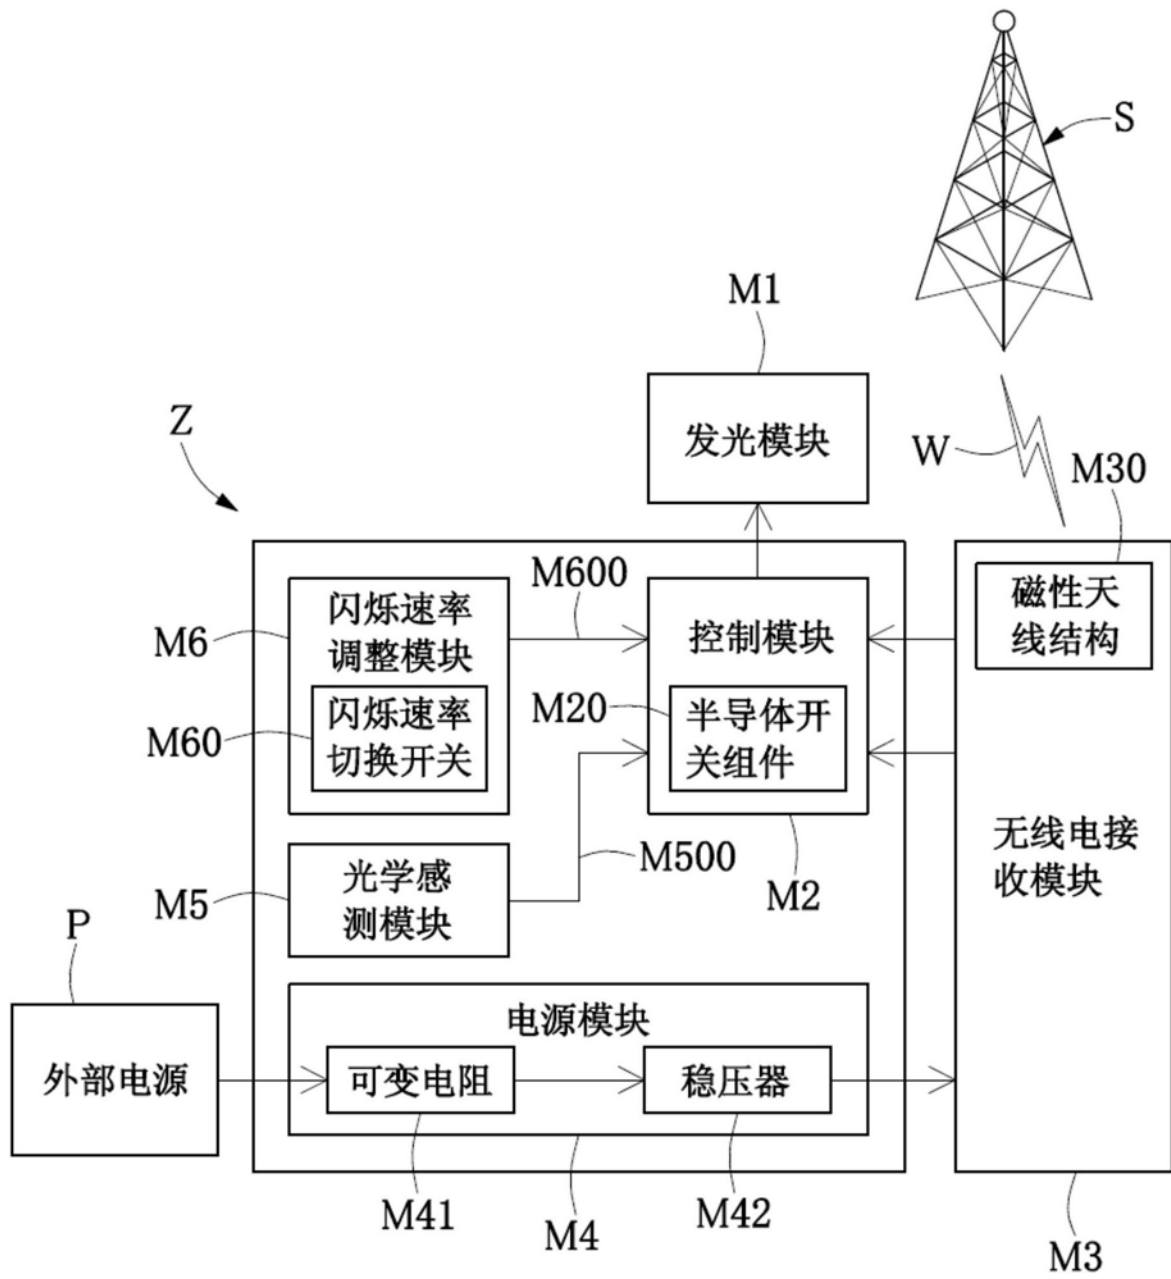 S
M1
发光模块
Z
W
M30
磁性天
线结构
M600
闪烁速率
调整模块
M6
控制模块
M20
半导体开
关组件
闪烁速率
切换开关
M60
无线电接
收模块
M500
M2
光学感
测模块
M5
P
电源模块
外部电源
可变电阻
稳压器
M41
M4
M42
M3